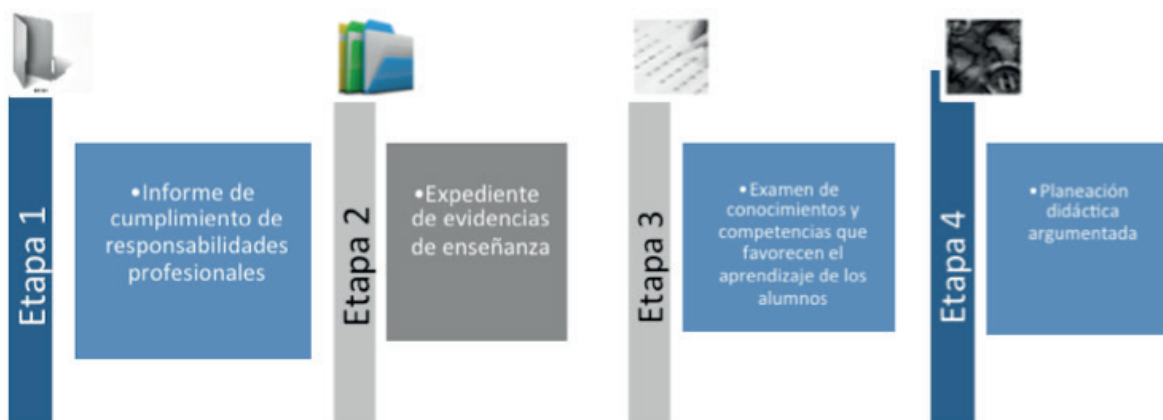 Etapa 1
•Informe de
cumplimiento de
responsabilidades
profesionales
Etapa 2
•Expediente
de evidencias
de enseñanza
Etapa 3
•Examen de
conocimientos y
competencias que
favorecen el
aprendizaje de los
alumnos
Etapa 4
•Planeación
didáctica
argumentada